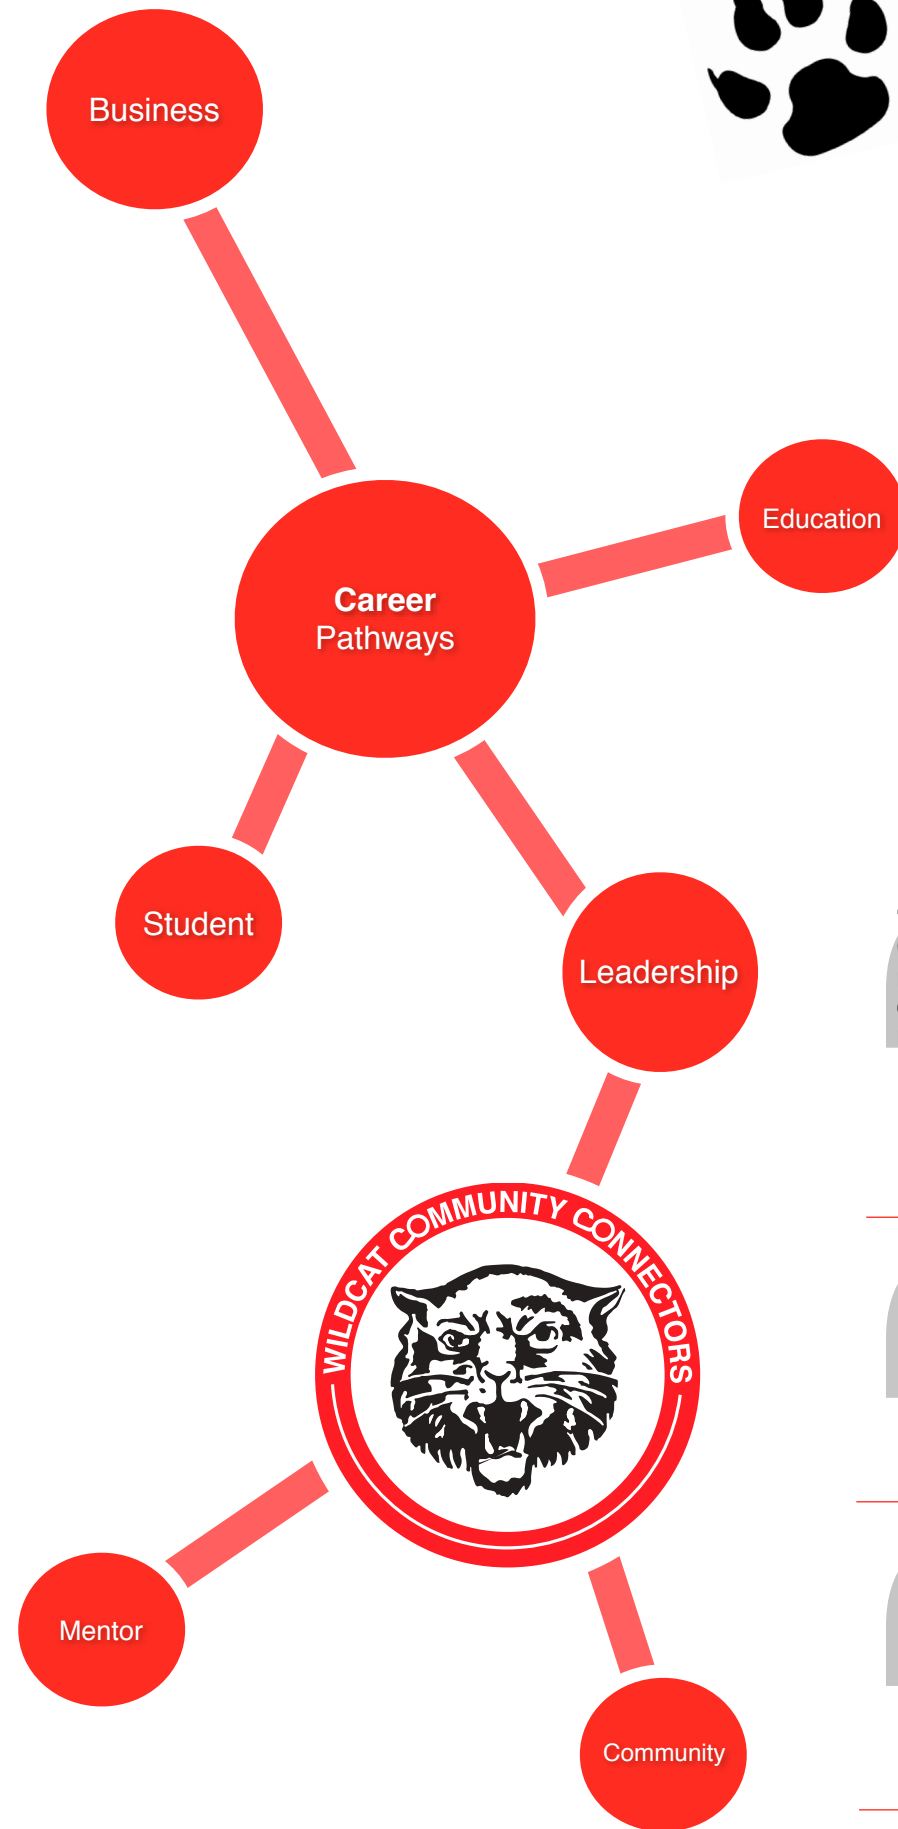 Business
Education
Career
Pathways
Student
Leadership
WILDCAT COMMUNITY CONNECTORS
Mentor
Community